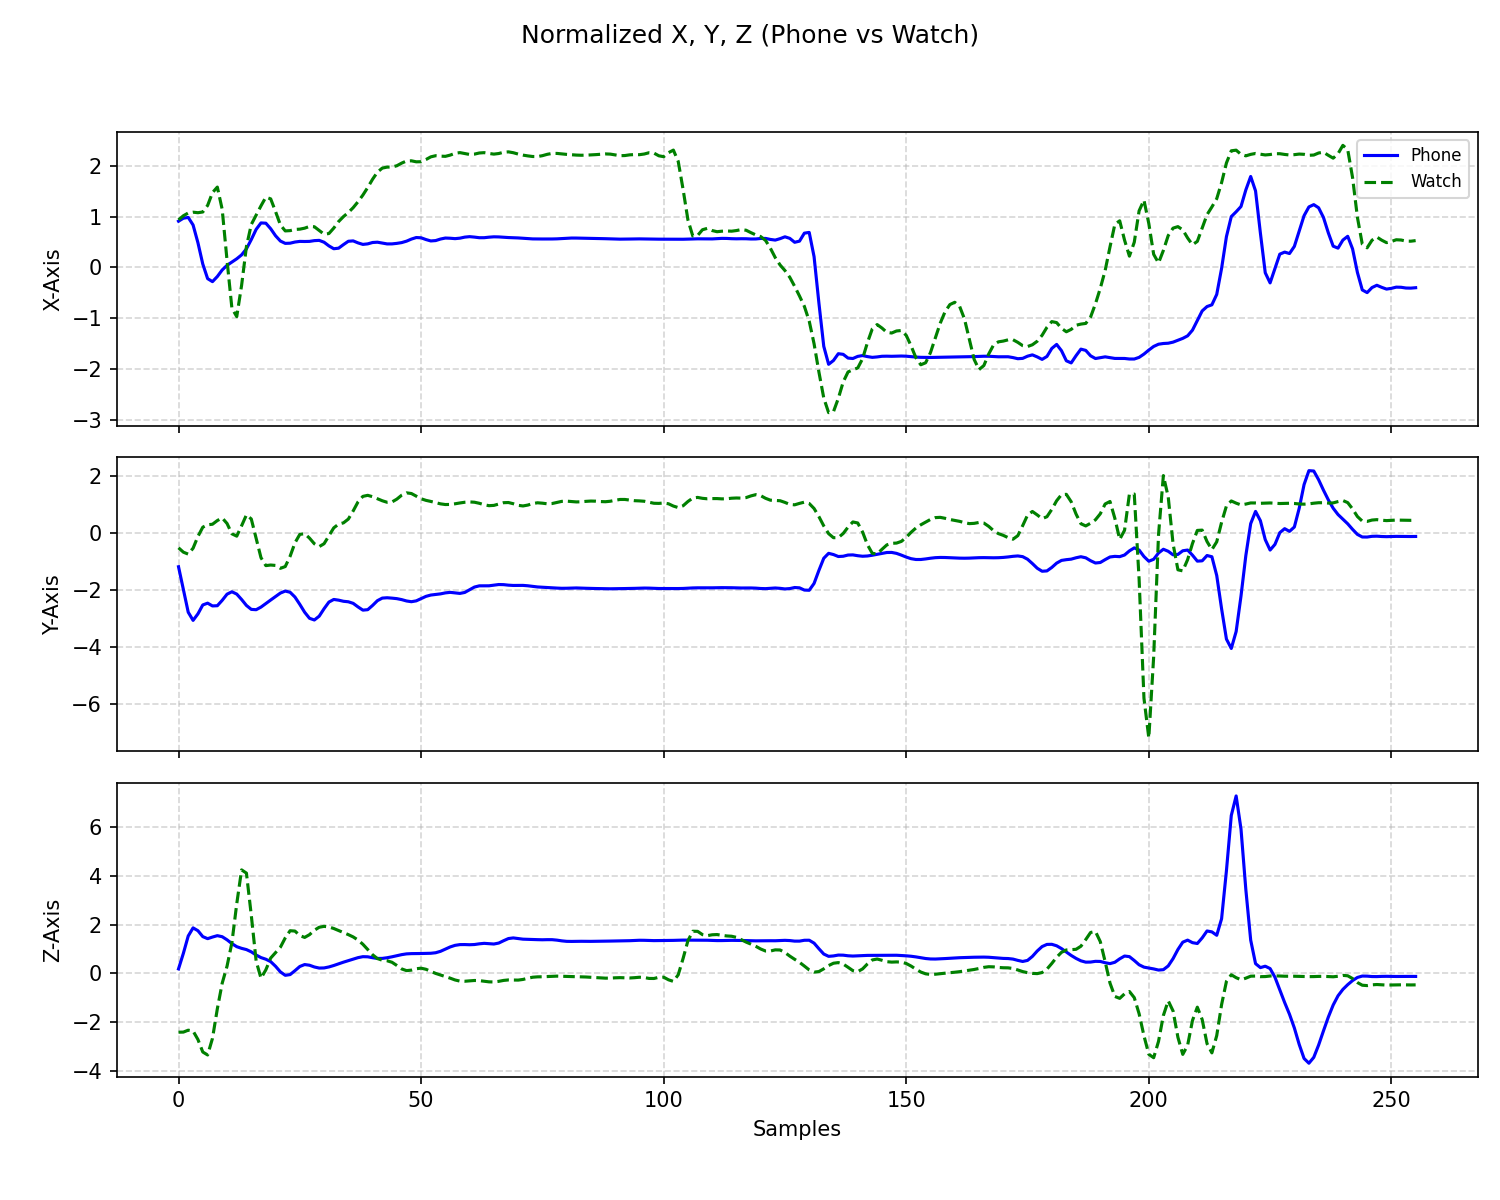 Normalized X, Y, Z (Phone vs Watch)
Phone
Watch
X-Axis
2
1
0
−1
−2
−3
Y-Axis
2
0
−2
−4
−6
Z-Axis
6
4
2
0
−2
−4
0 50 100 150 200 250
Samples